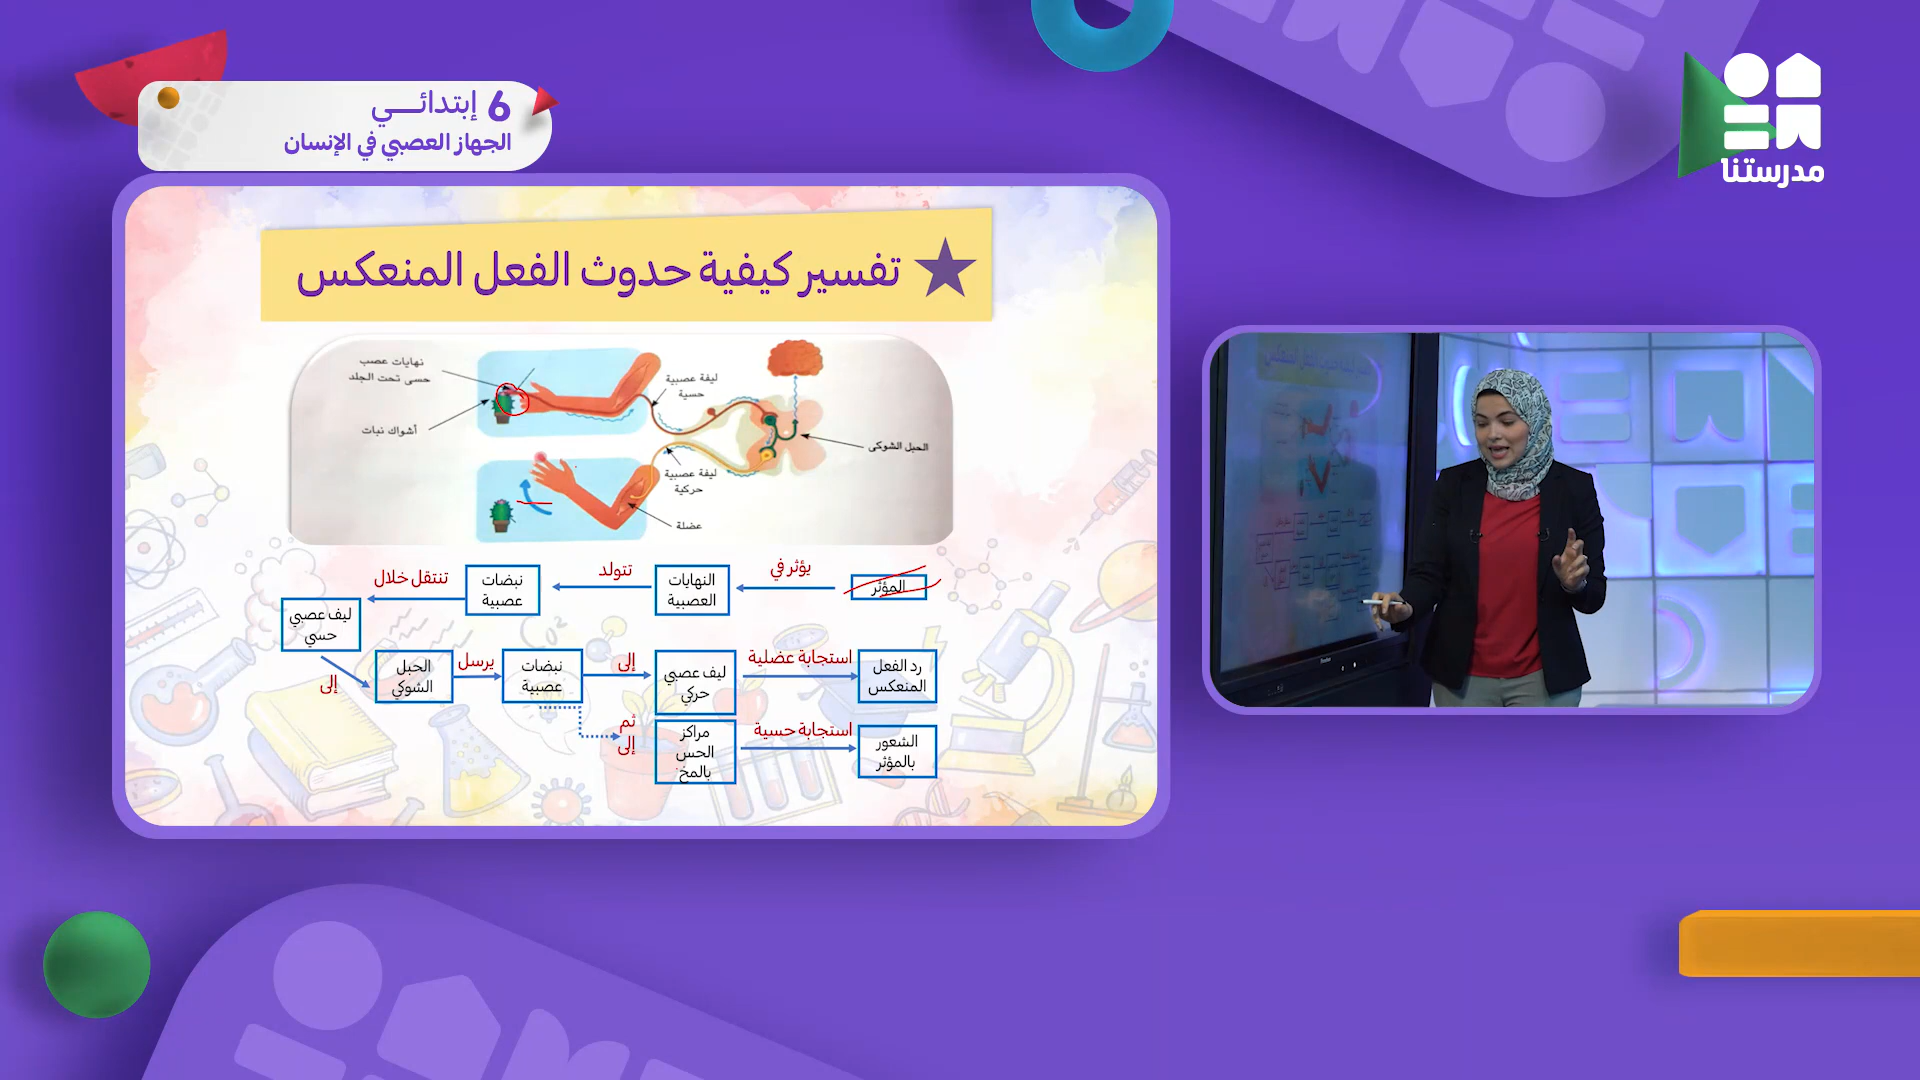 6 إبتدائــــي
الجهاز العصبي في الإنسان
مدرستنا
تفسير كيفية حدوث الفعل المنعكس
نهايات عصب
حسى تحت الجلد
أشواك نبات
ليفة عصبية
حسية
الحبل الشوكى
ليفة عصبية
حركية
عضلة
المؤثر
يؤثر في
النهايات
العصبية
تتولد
نبضات
عصبية
تنتقل خلال
ليف عصبي
حسي
إلى
الحبل
الشوكي
يرسل
نبضات
عصبية
إلى
ليف عصبي
حركي
استجابة عضلية
رد الفعل
المنعكس
ثم
إلى
مراكز
الحس
بالمخ
استجابة حسية
الشعور
بالمؤثر